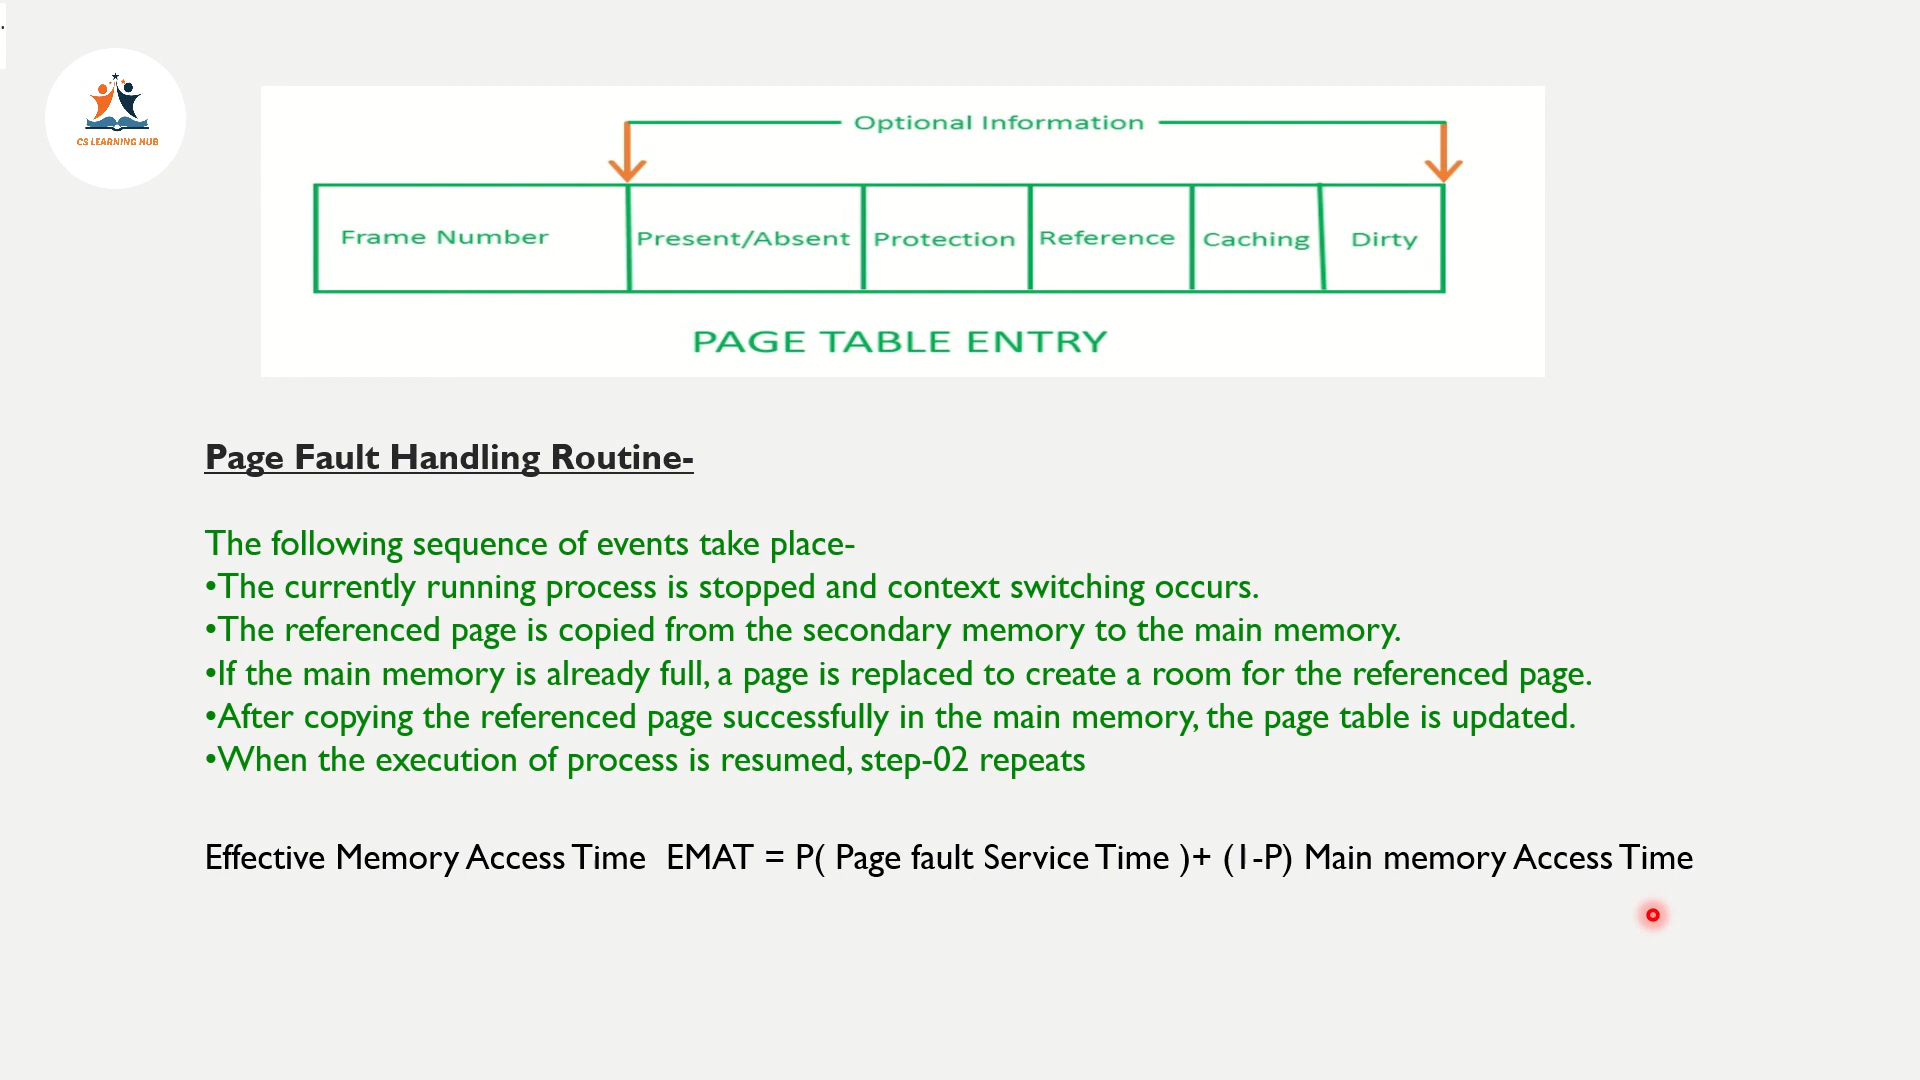 .
CS LEARNING HUB
Optional Information
Frame Number Present/Absent Protection Reference Caching Dirty
PAGE TABLE ENTRY
Page Fault Handling Routine-
The following sequence of events take place-
•The currently running process is stopped and context switching occurs.
•The referenced page is copied from the secondary memory to the main memory.
•If the main memory is already full, a page is replaced to create a room for the referenced page.
•After copying the referenced page successfully in the main memory, the page table is updated.
•When the execution of process is resumed, step-02 repeats
Effective Memory Access Time EMAT = P( Page fault Service Time )+ (1-P) Main memory Access Time